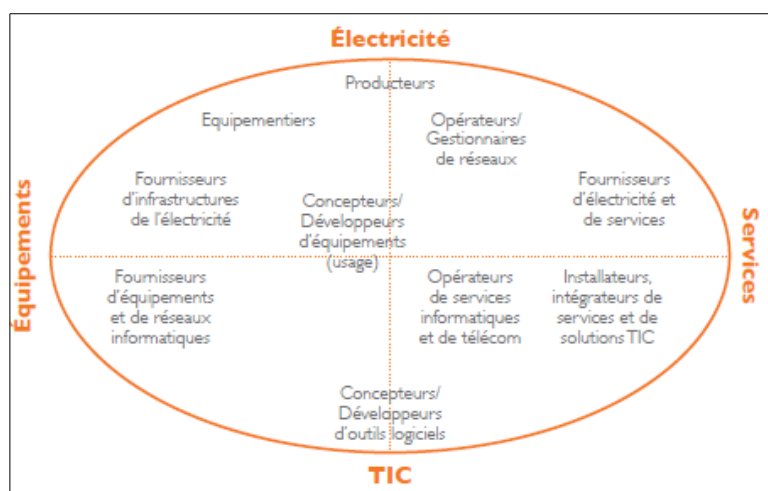 Électricité
Producteurs
Equipementiers
Opérateurs/
Gestionnaires
de réseaux
Fournisseurs
d'infrastructures
de l'électricité
Concepteurs/
Développeurs
d'équipements
(usage)
Fournisseurs
d'électricité et
de services
Équipements
Services
Fournisseurs
d'équipements
et de réseaux
informatiques
Opérateurs
de services
informatiques
et de télécom
Installateurs,
intégrateurs de
services et de
solutions TIC
Concepteurs/
Développeurs
d'outils logiciels
TIC